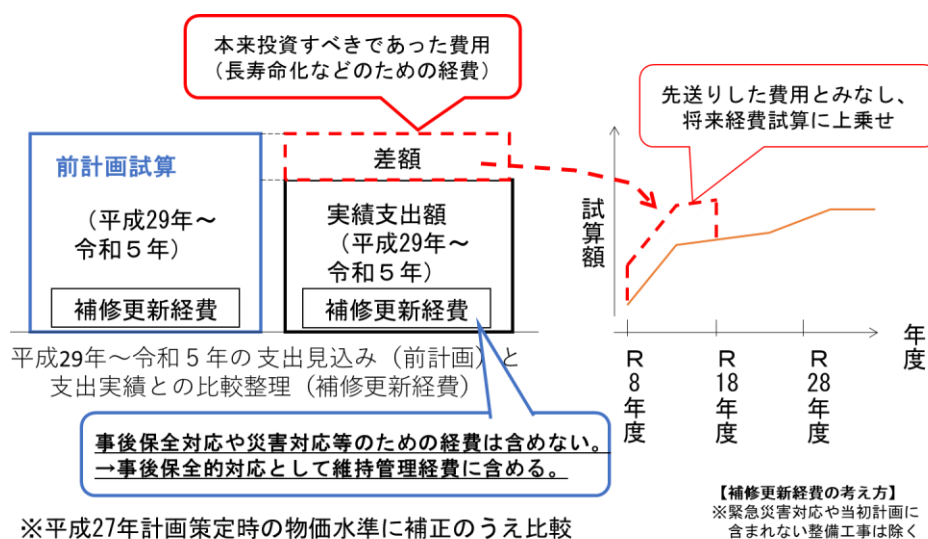 本来投資すべきであった費用
（長寿命化などのための経費）
先送りした費用とみなし、
将来経費試算に上乗せ
前計画試算
（平成29年～
令和５年）
補修更新経費
差額
実績支出額
（平成29年～
令和５年）
補修更新経費
試算額
年度
R8年度
R18年度
R28年度
平成29年～令和５年の支出見込み（前計画）と
支出実績との比較整理（補修更新経費）
事後保全対応や災害対応等のための経費は含めない。
→事後保全的対応として維持管理経費に含める。
※平成27年計画策定時の物価水準に補正のうえ比較
【補修更新経費の考え方】
※緊急災害対応や当初計画に
含まれない整備工事は除く